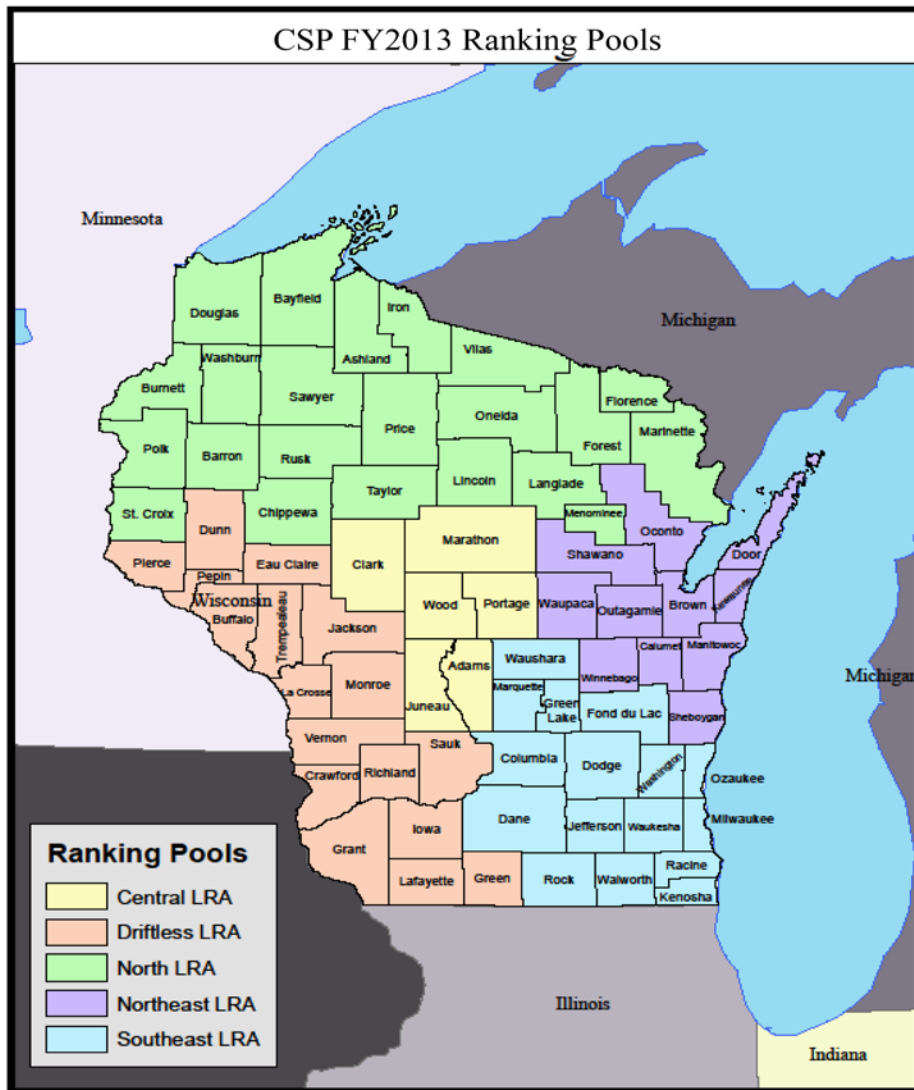 CSP FY2013 Ranking Pools
Minnesota
Michigan
Douglas
Bayfield
Iron
Ashland
Vilas
Washburn
Burnett
Sawyer
Florence
Price
Oneida
Marinette
Forest
Polk
Barron
Rusk
Lincoln
Langlade
Taylor
St. Croix
Chippewa
Menominee
Dunn
Oconto
Marathon
Shawano
Door
Pierce
Eau Claire
Clark
Pepin
Wisconsin
Wood
Portage
Waupaca
Outagamie
Brown
Kewaunee
Buffalo
Trempealeau
Jackson
Adams
Waushara
Calumet
Manitowoc
Michigan
La Crosse
Monroe
Juneau
Marquette
Winnebago
Green
Lake
Fond du Lac
Sheboygan
Vernon
Sauk
Columbia
Dodge
Washington
Ozaukee
Crawford
Richland
Dane
Jefferson
Waukesha
Milwaukee
Iowa
Grant
Lafayette
Green
Rock
Walworth
Racine
Kenosha
Ranking Pools
Central LRA
Driftless LRA
North LRA
Northeast LRA
Southeast LRA
Illinois
Indiana